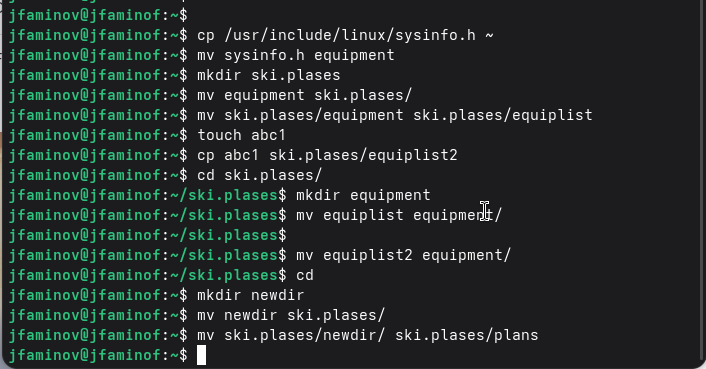 jfaminov@jfaminof:~$
jfaminov@jfaminof:~$ cp /usr/include/linux/sysinfo.h ~
jfaminov@jfaminof:~$ mv sysinfo.h equipment
jfaminov@jfaminof:~$ mkdir ski.plases
jfaminov@jfaminof:~$ mv equipment ski.plases/
jfaminov@jfaminof:~$ mv ski.plases/equipment ski.plases/equiplist
jfaminov@jfaminof:~$ touch abc1
jfaminov@jfaminof:~$ cp abc1 ski.plases/equiplist2
jfaminov@jfaminof:~$ cd ski.plases/
jfaminov@jfaminof:~/ski.plases$ mkdir equipment
jfaminov@jfaminof:~/ski.plases$ mv equiplist equipment/
jfaminov@jfaminof:~/ski.plases$
jfaminov@jfaminof:~/ski.plases$ mv equiplist2 equipment/
jfaminov@jfaminof:~/ski.plases$ cd
jfaminov@jfaminof:~$ mkdir newdir
jfaminov@jfaminof:~$ mv newdir ski.plases/
jfaminov@jfaminof:~$ mv ski.plases/newdir/ ski.plases/plans
jfaminov@jfaminof:~$